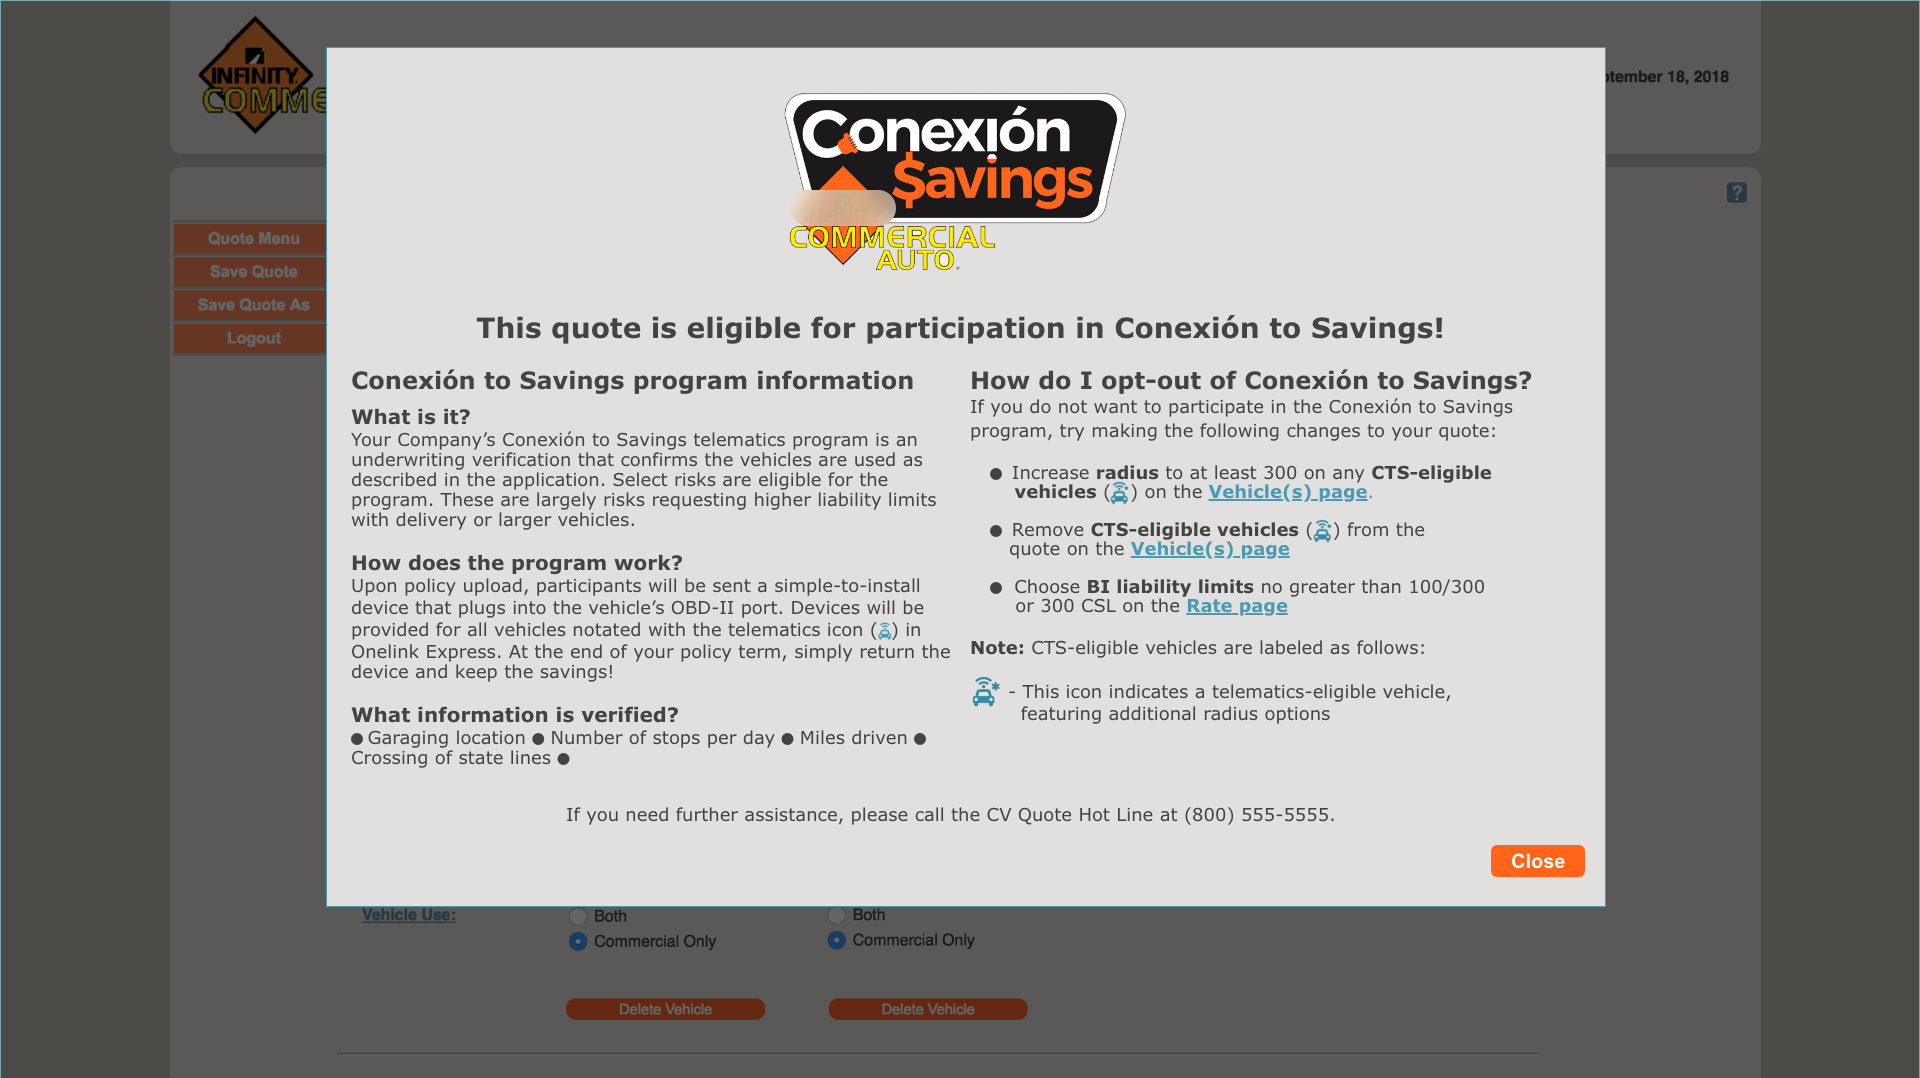 INFINITY
COMME
ptember 18, 2018
Conexión
$avings
COMMERCIAL
AUTO.
?
Quote Menu
Save Quote
Save Quote As
Logout
This quote is eligible for participation in Conexión to Savings!
Conexión to Savings program information
What is it?
Your Company’s Conexión to Savings telematics program is an
underwriting verification that confirms the vehicles are used as
described in the application. Select risks are eligible for the
program. These are largely risks requesting higher liability limits
with delivery or larger vehicles.
How does the program work?
Upon policy upload, participants will be sent a simple-to-install
device that plugs into the vehicle’s OBD-II port. Devices will be
provided for all vehicles notated with the telematics icon () in
Onelink Express. At the end of your policy term, simply return the
device and keep the savings!
What information is verified?
● Garaging location ● Number of stops per day ● Miles driven ●
Crossing of state lines ●
How do I opt-out of Conexión to Savings?
If you do not want to participate in the Conexión to Savings
program, try making the following changes to your quote:
● Increase radius to at least 300 on any CTS-eligible
vehicles () on the Vehicle(s) page.
● Remove CTS-eligible vehicles () from the
quote on the Vehicle(s) page
● Choose BI liability limits no greater than 100/300
or 300 CSL on the Rate page
Note: CTS-eligible vehicles are labeled as follows:
- This icon indicates a telematics-eligible vehicle,
featuring additional radius options
If you need further assistance, please call the CV Quote Hot Line at (800) 555-5555.
Close
Vehicle Use:
Both
Both
Commercial Only
Commercial Only
Delete Vehicle
Delete Vehicle